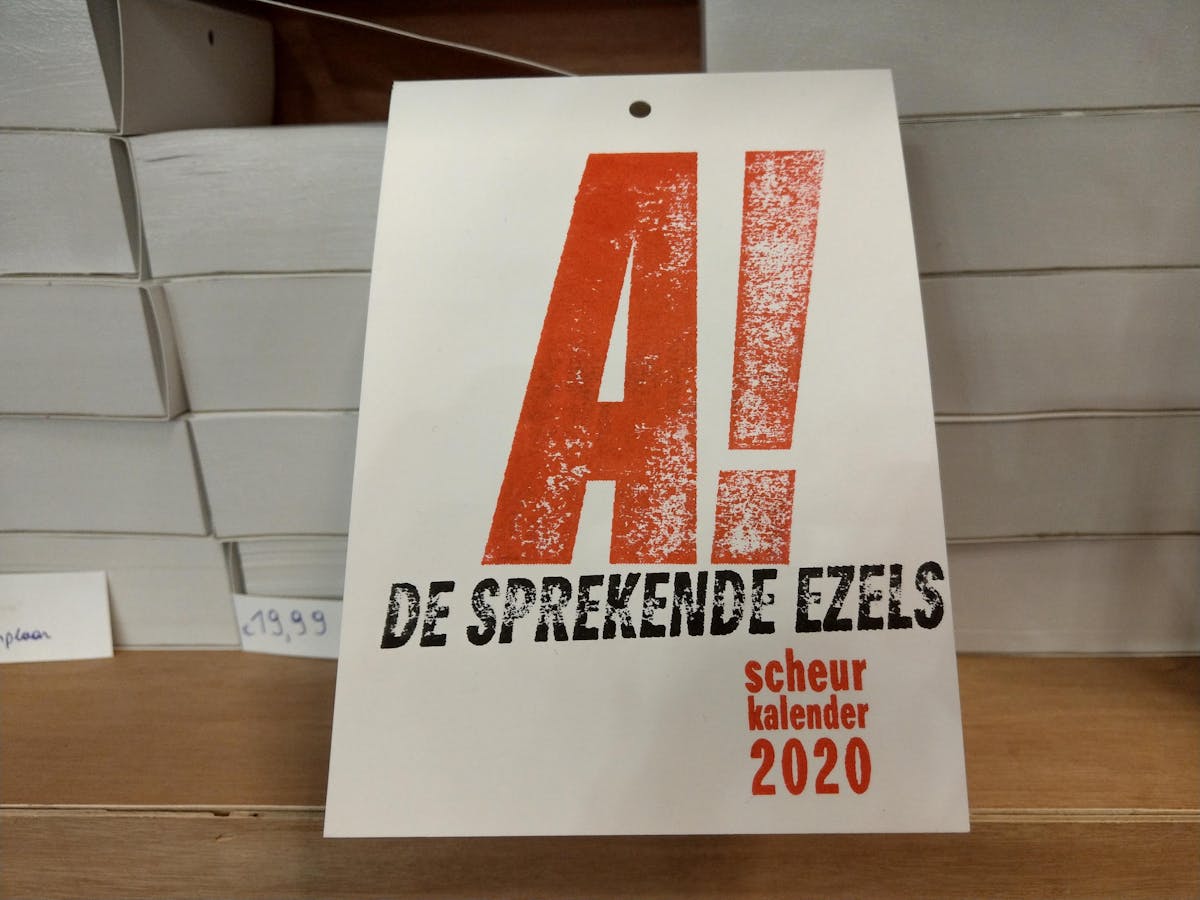 A!
DE SPREKENDE EZELS
scheur
kalender
2020
€19,99